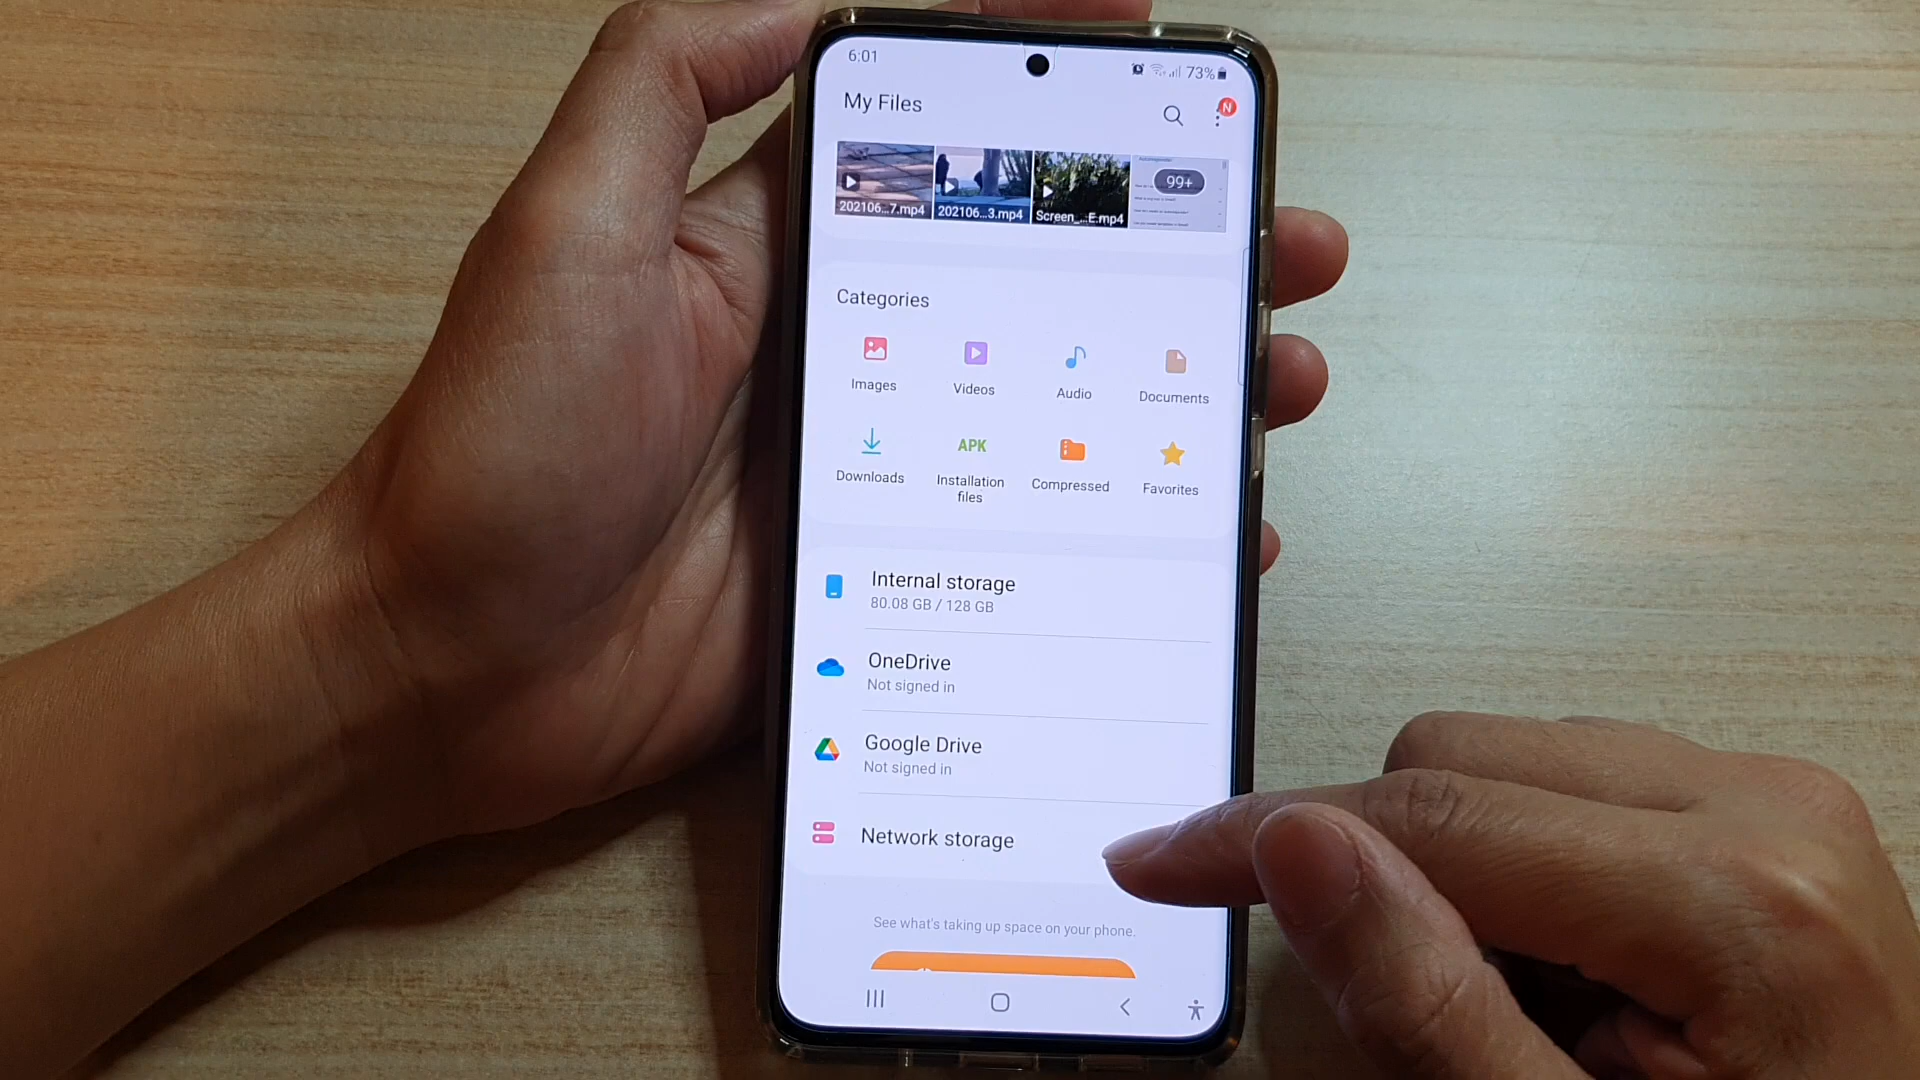 6:01
73%
My Files
N
202106...7.mp4
202106...3.mp4
Screen_...E.mp4
99+
Categories
Images
Videos
Audio
Documents
APK
Downloads
Installation
files
Compressed
Favorites
Internal storage
80.08 GB / 128 GB
OneDrive
Not signed in
Google Drive
Not signed in
Network storage
See what's taking up space on your phone.